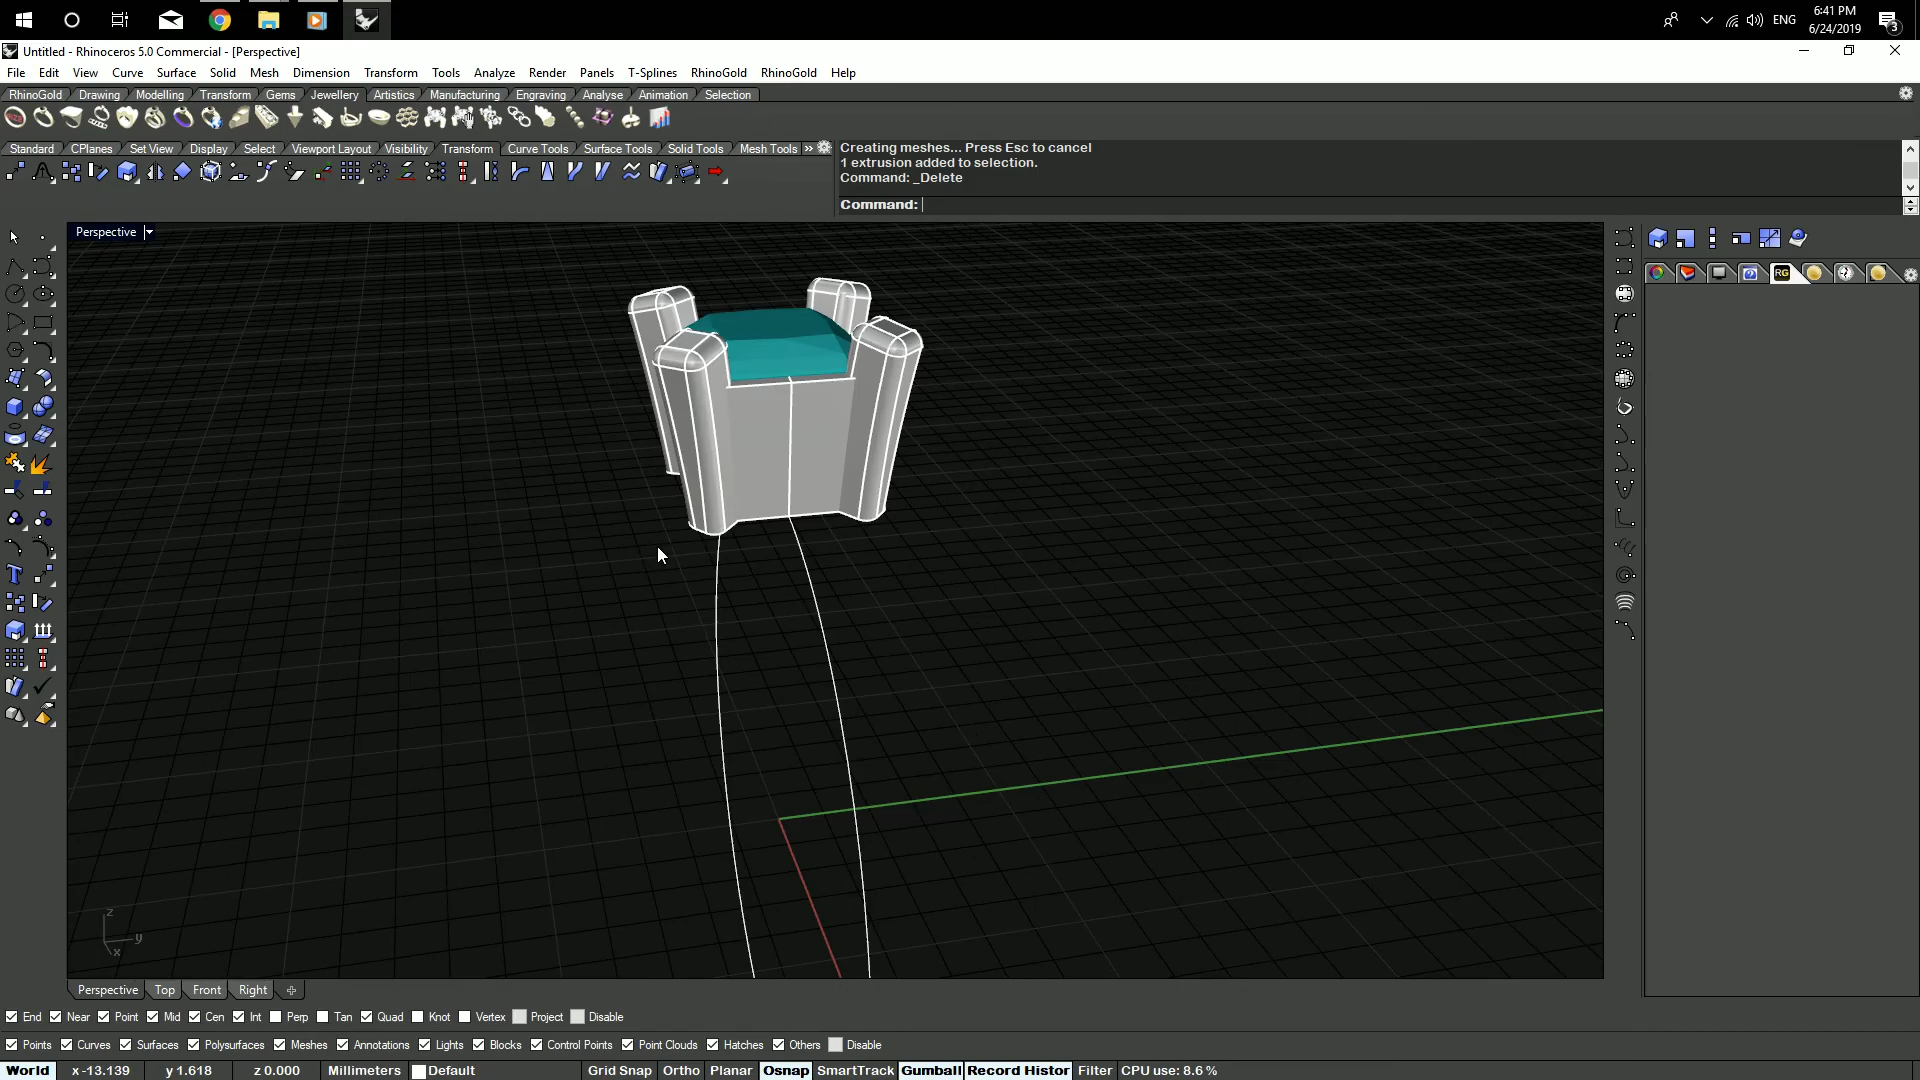 ENG
6:41 PM
6/24/2019
3
Untitled - Rhinoceros 5.0 Commercial - [Perspective]
File Edit View Curve Surface Solid Mesh Dimension Transform Tools Analyze Render Panels T-Splines RhinoGold RhinoGold Help
RhinoGold Drawing Modelling Transform Gems Jewellery Artistics Manufacturing Engraving Analyse Animation Selection
Standard CPlanes Set View Display Select Viewport Layout Visibility Transform Curve Tools Surface Tools Solid Tools Mesh Tools »
Creating meshes... Press Esc to cancel
1 extrusion added to selection.
Command: _Delete
Command:
Perspective
RG
z
y
x
Perspective Top Front Right
End Near Point Mid Cen Int Perp Tan Quad Knot Vertex Project Disable
Points Curves Surfaces Polysurfaces Meshes Annotations Lights Blocks Control Points Point Clouds Hatches Others Disable
World x -13.139 y 1.618 z 0.000 Millimeters Default Grid Snap Ortho Planar Osnap SmartTrack Gumball Record Histor Filter CPU use: 8.6 %